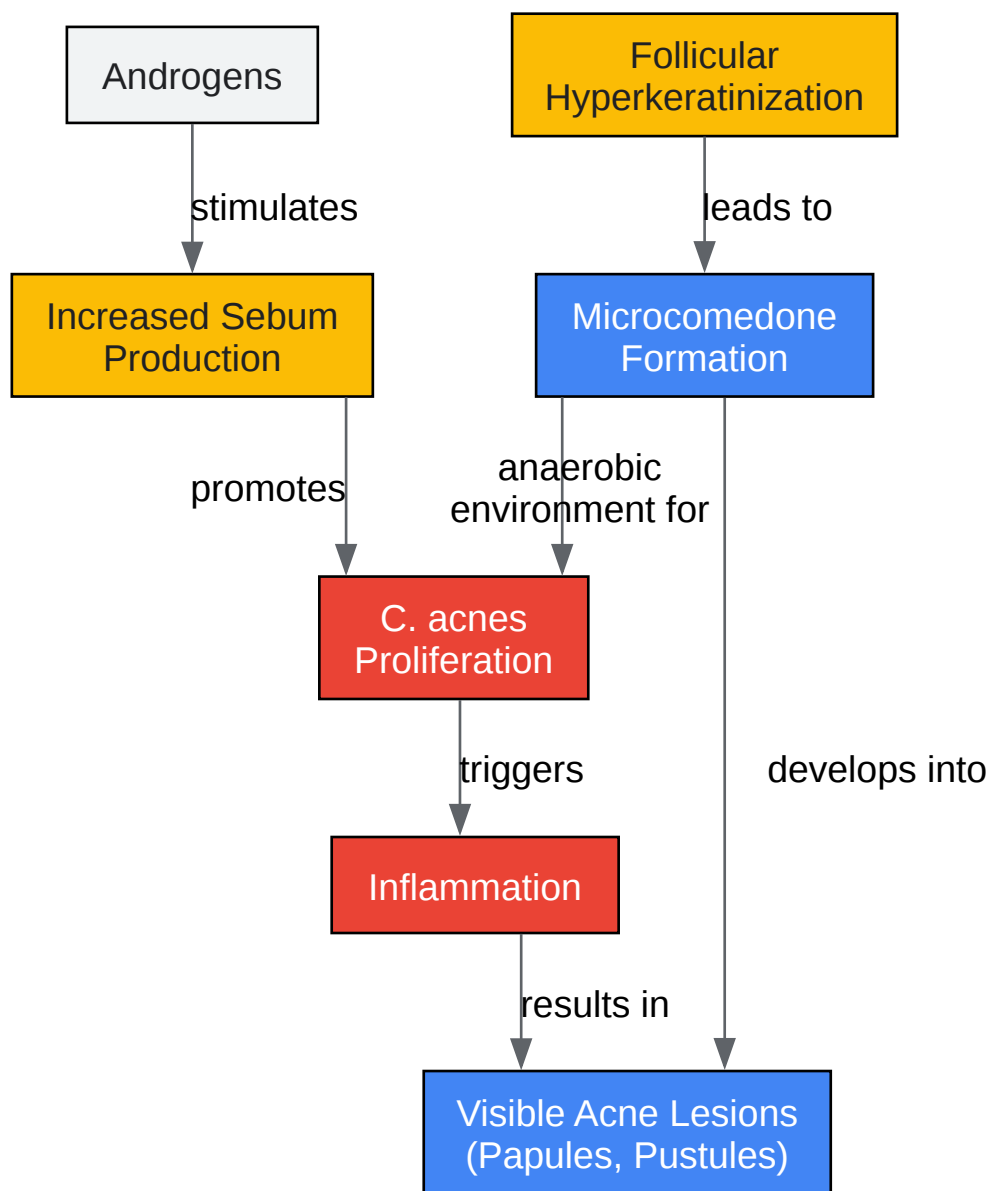 Androgens
Follicular
Hyperkeratinization
stimulates
leads to
Increased Sebum
Production
Microcomedone
Formation
promotes
anaerobic
environment for
C. acnes
Proliferation
triggers
develops into
Inflammation
results in
Visible Acne Lesions
(Papules, Pustules)